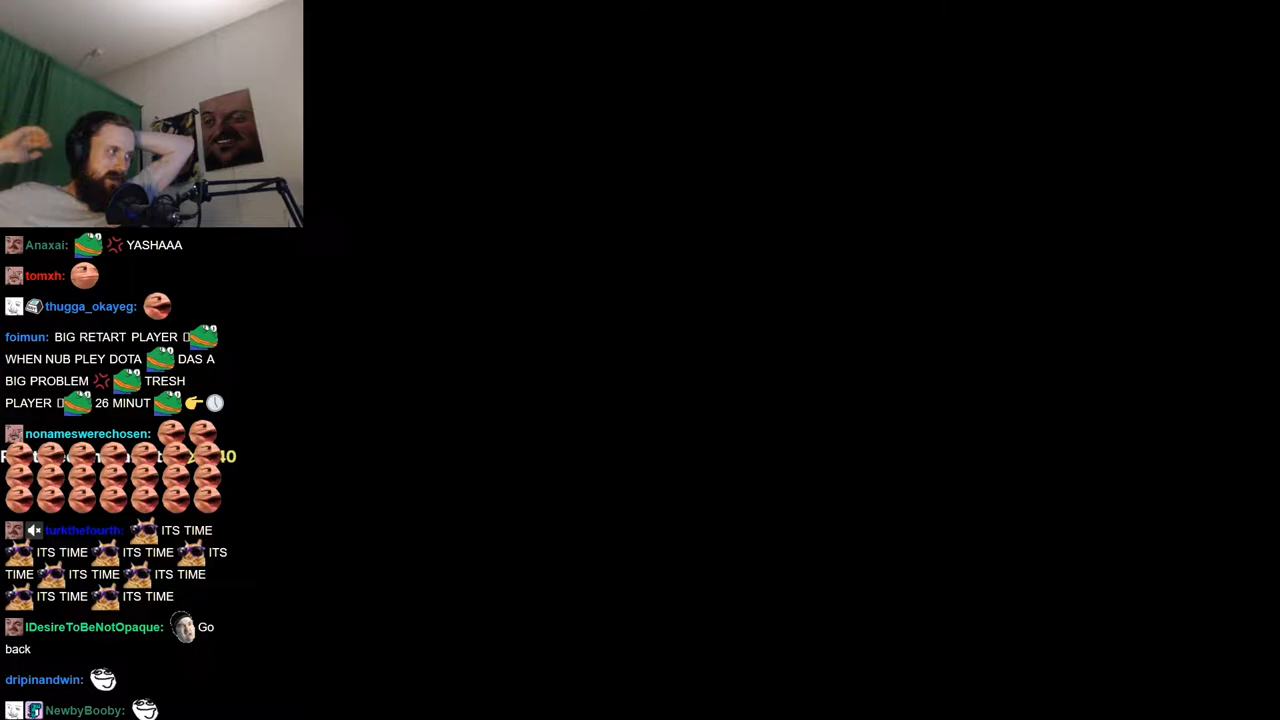 Anaxai: YASHAAA
tomxh:
thugga_okayeg:
foimun: BIG RETART PLAYER
WHEN NUB PLEY DOTA DAS A
BIG PROBLEM TRESH
PLAYER 26 MINUT
nonameswerechosen:
40
turkthefourth: ITS TIME
ITS TIME ITS TIME ITS
TIME ITS TIME ITS TIME
ITS TIME ITS TIME
IDesireToBeNotOpaque: Go
back
dripinandwin:
NewbyBooby: